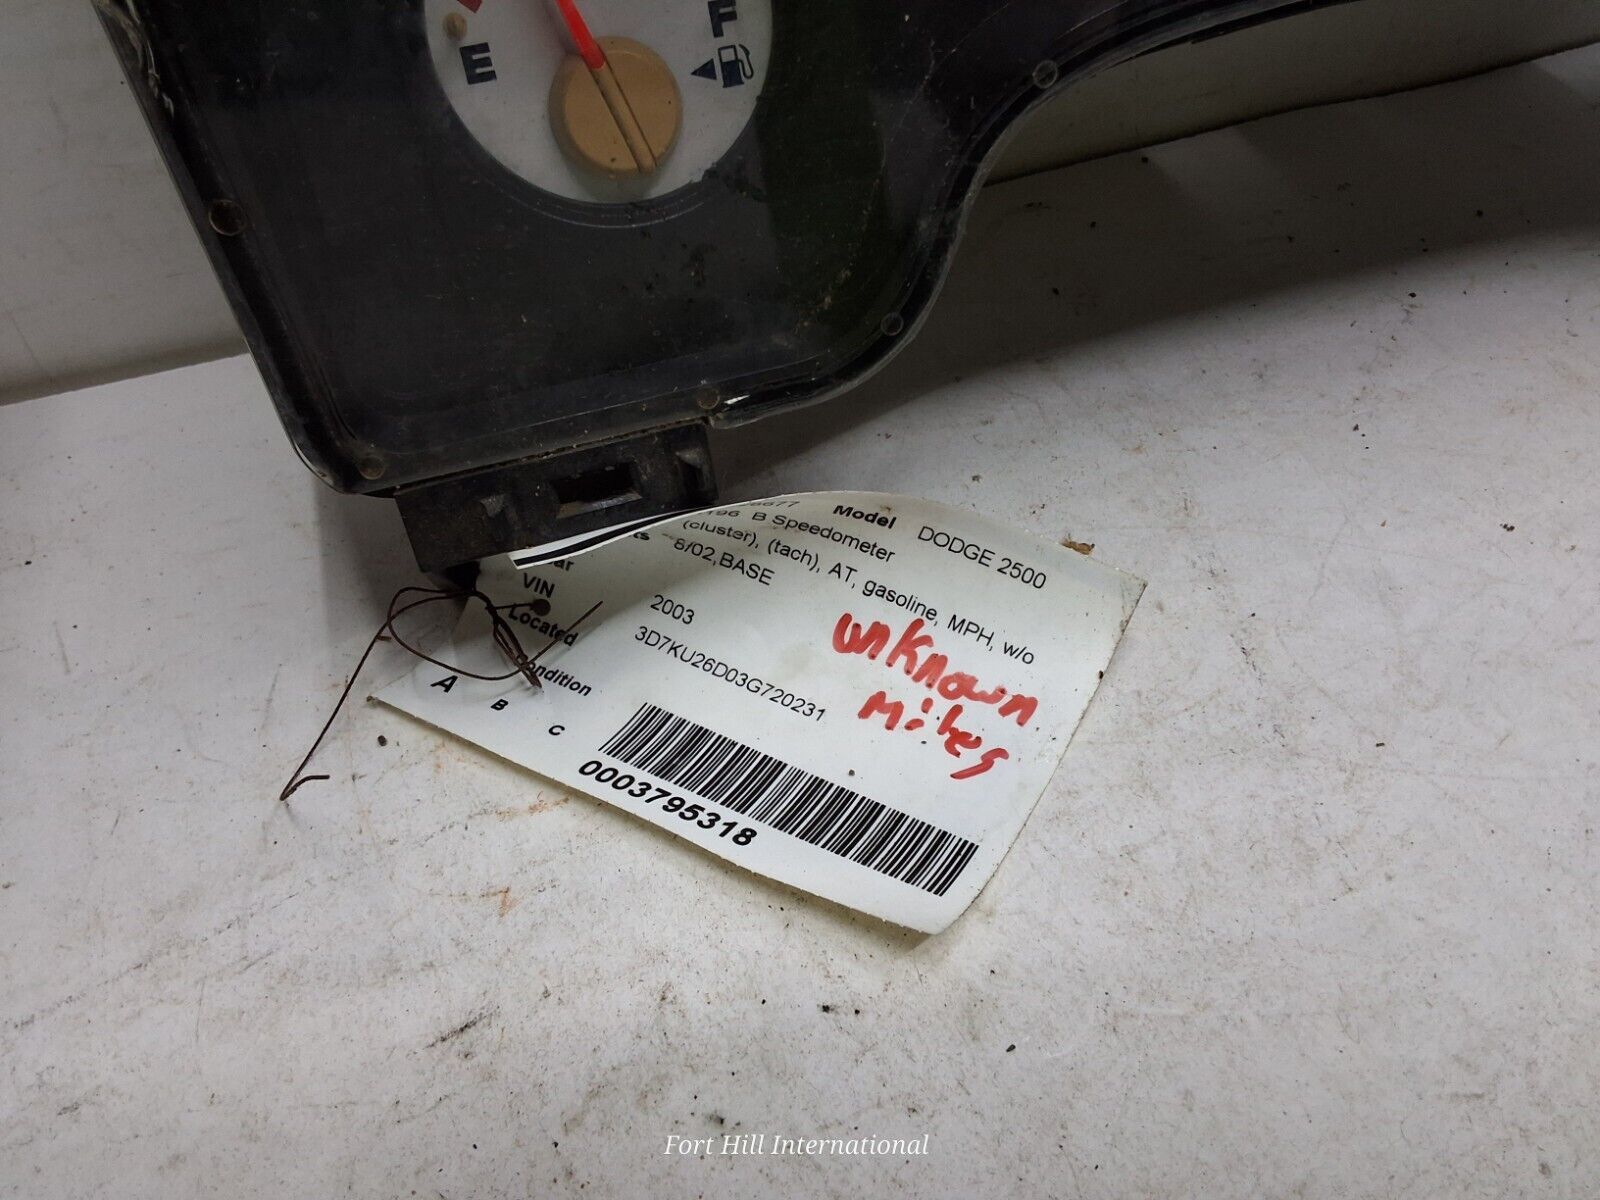 E
F
Model DODGE 2500
B Speedometer
(cluster), (tach), AT, gasoline, MPH, w/o
8/02, BASE
2003
VIN 3D7KU26D03G720231
Located
Condition
A B C
unknown
Miles
0003795318
Fort Hill International